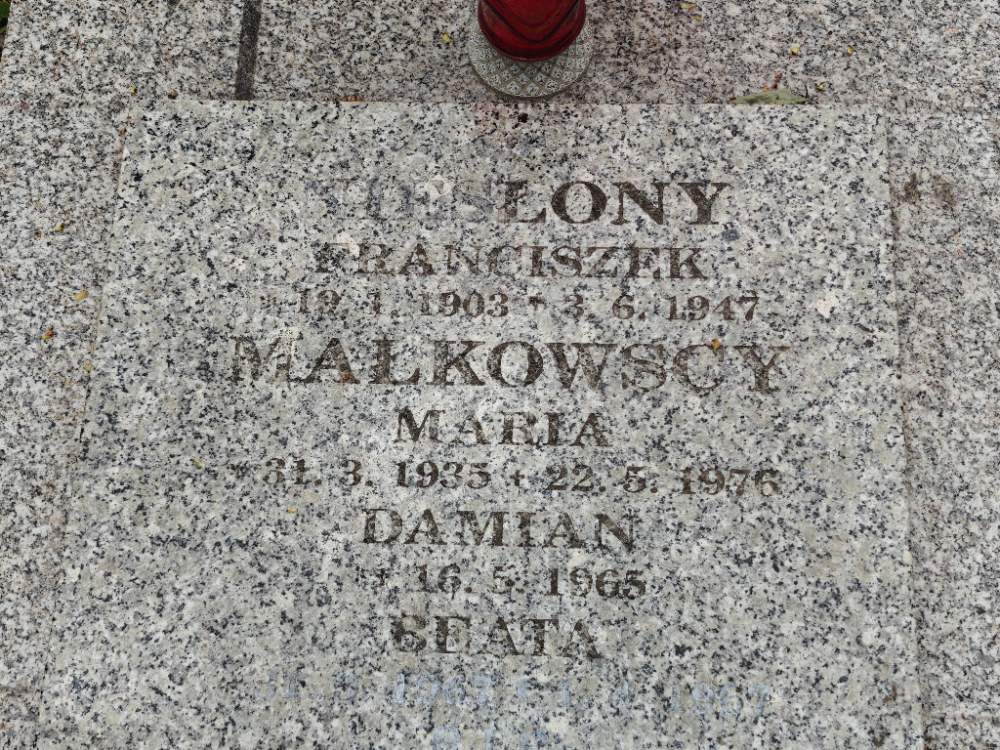 FRANCISZEK
* 19. 1. 1903 + 3. 6. 1947
MAŁKOWSCY
MARIA
* 31. 3. 1935 + 22. 5. 1976
DAMIAN
+ 16. 5. 1965
BEATA